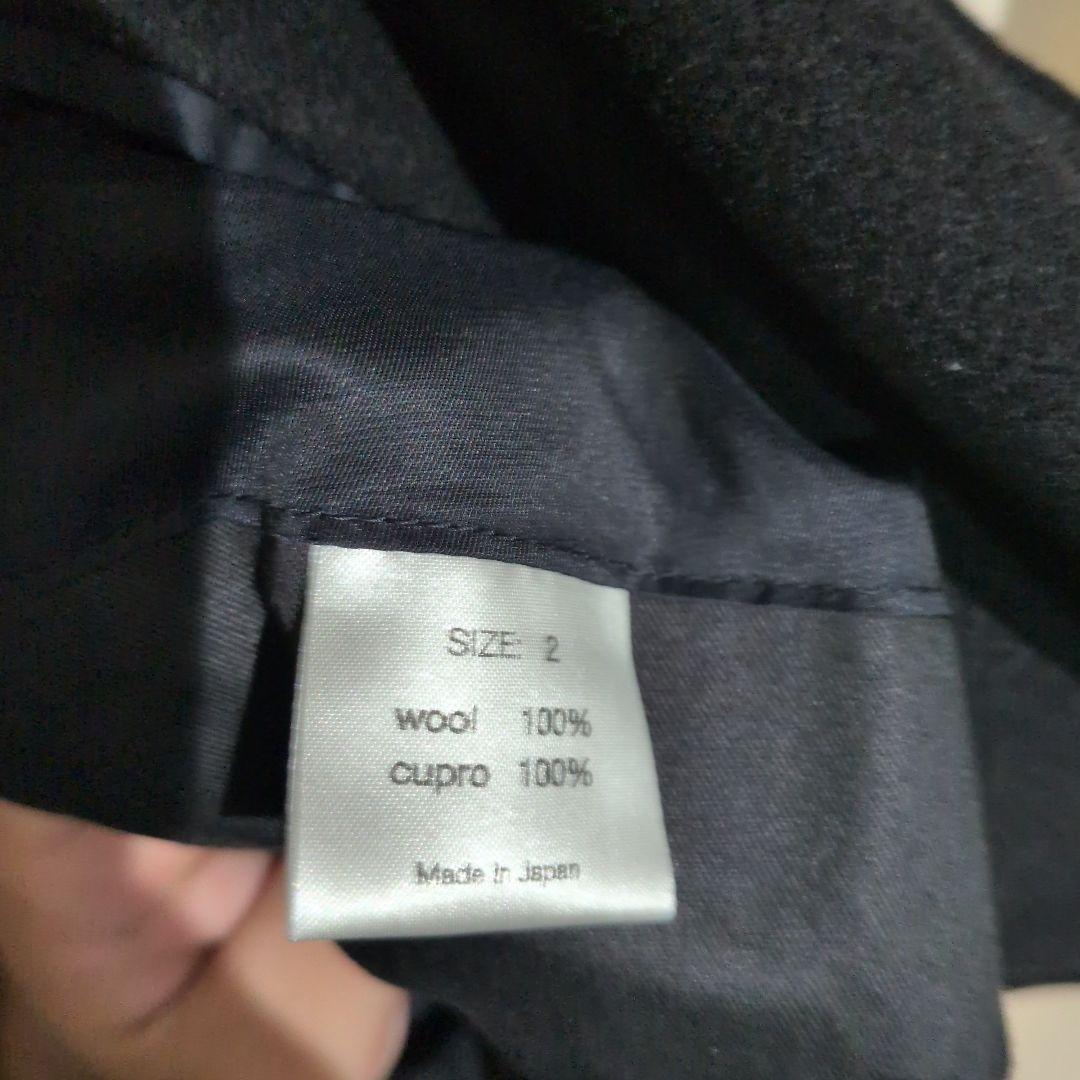 SIZE: 2
wool 100%
cupro 100%
Made in Japan